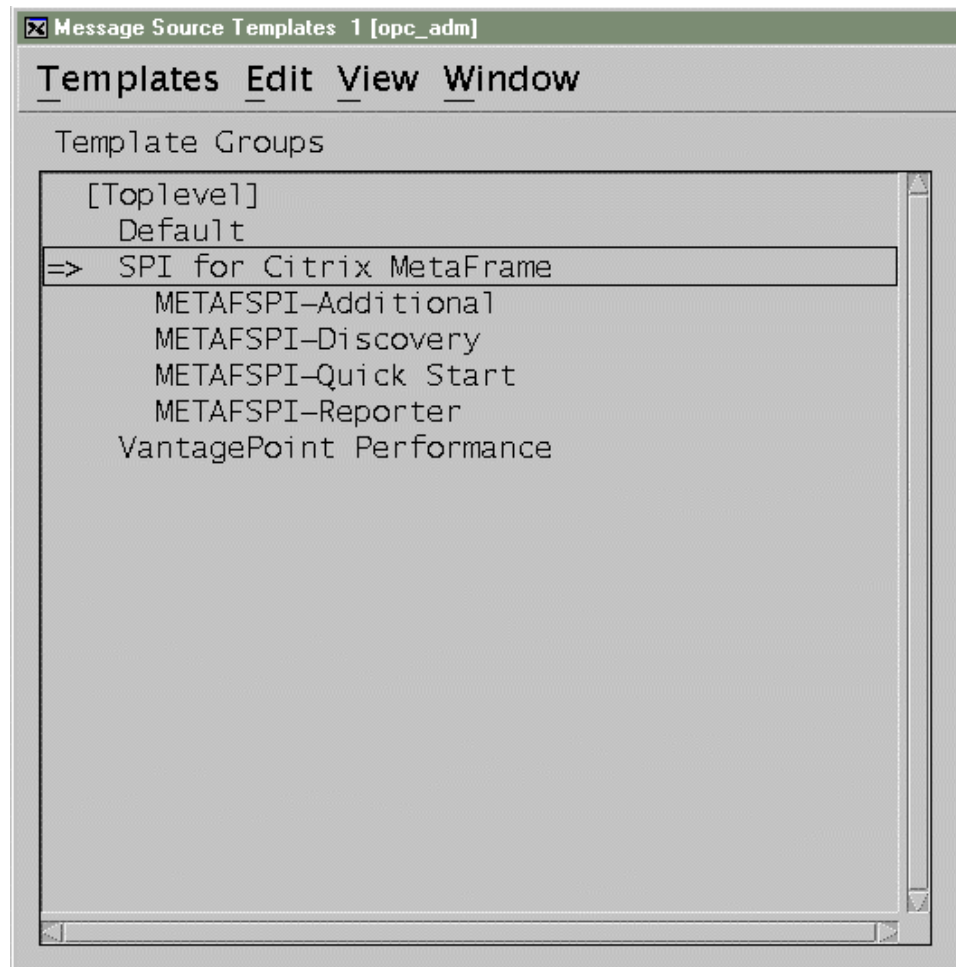 Message Source Templates 1 [opc_adm]
Templates Edit View Window
Template Groups
[Toplevel]
Default
=> SPI for Citrix MetaFrame
METAFSPI-Additional
METAFSPI-Discovery
METAFSPI-Quick Start
METAFSPI-Reporter
VantagePoint Performance